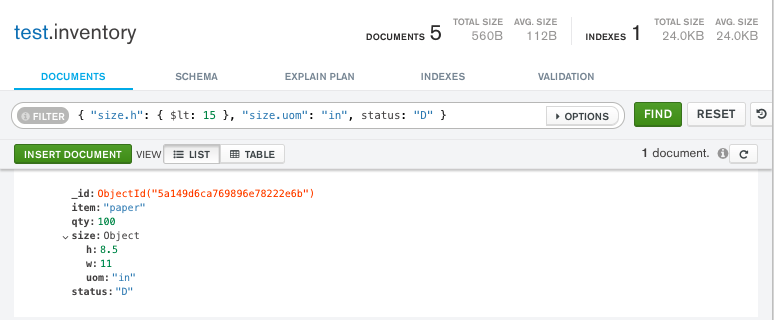 test.inventory
DOCUMENTS 5 TOTAL SIZE 560B AVG. SIZE 112B INDEXES 1 TOTAL SIZE 24.0KB AVG. SIZE 24.0KB
DOCUMENTS SCHEMA EXPLAIN PLAN INDEXES VALIDATION
FILTER { "size.h": { $lt: 15 }, "size.uom": "in", status: "D" } OPTIONS FIND RESET
INSERT DOCUMENT VIEW LIST TABLE 1 document.
_id: ObjectId("5a149d6ca769896e78222e6b")
item: "paper"
qty: 100
size: Object
h: 8.5
w: 11
uom: "in"
status: "D"